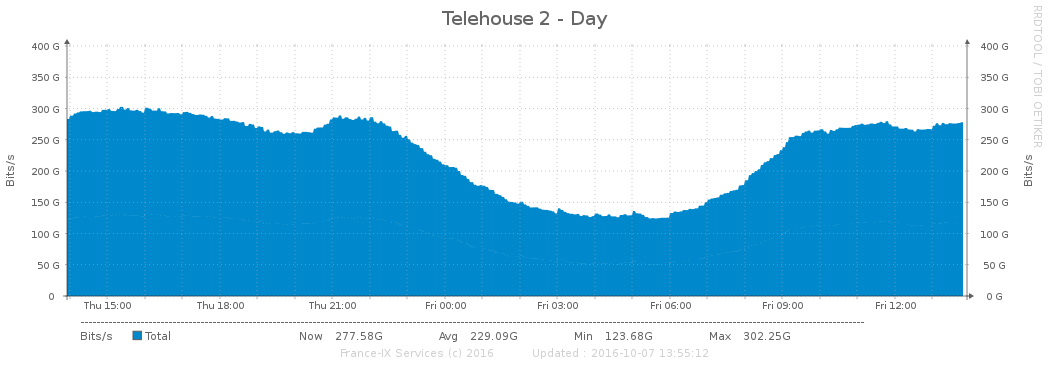 Telehouse 2 - Day
RRDTOOL / TOBI OETIKER
400 G 400 G
350 G 350 G
300 G 300 G
250 G 250 G
200 G 200 G
150 G 150 G
100 G 100 G
50 G 50 G
0 0 G
Bits/s
Bits/s
Thu 15:00 Thu 18:00 Thu 21:00 Fri 00:00 Fri 03:00 Fri 06:00 Fri 09:00 Fri 12:00
Bits/s Total Now 277.58G Avg 229.09G Min 123.68G Max 302.25G
France-IX Services (c) 2016 Updated : 2016-10-07 13:55:12